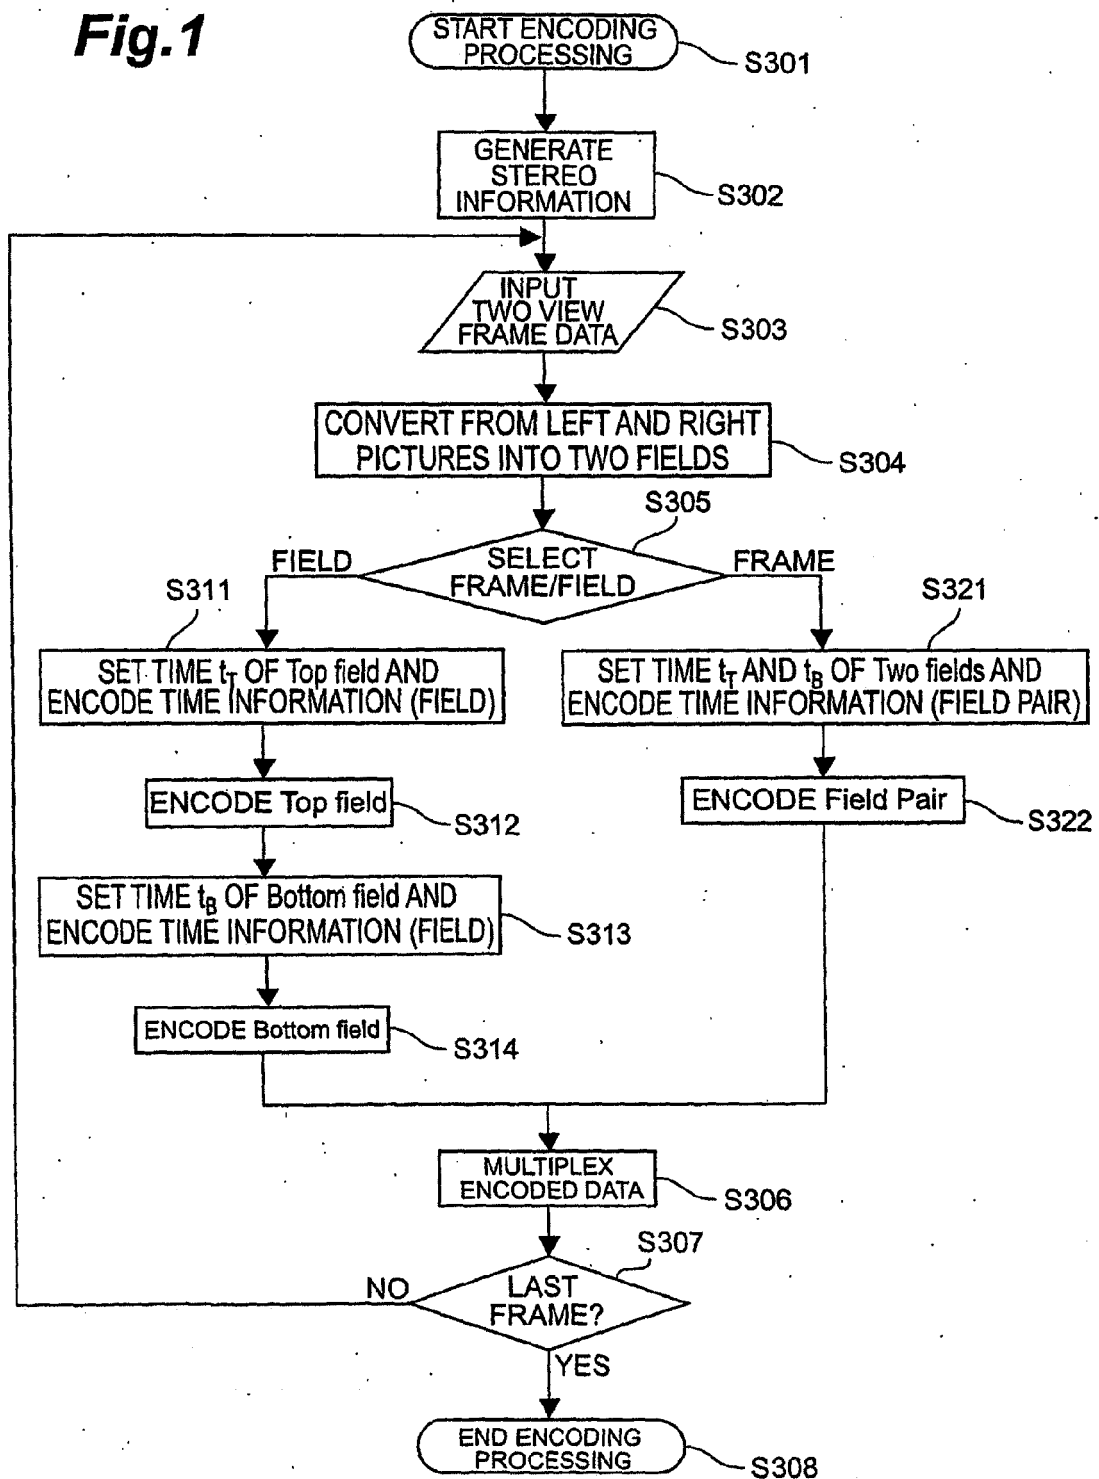 Fig.1
START ENCODING
PROCESSING
S301
GENERATE
STEREO
INFORMATION
S302
INPUT
TWO VIEW
FRAME DATA
S303
CONVERT FROM LEFT AND RIGHT
PICTURES INTO TWO FIELDS
S304
S305
SELECT
FRAME/FIELD
FIELD
FRAME
S311
SET TIME tT OF Top field AND
ENCODE TIME INFORMATION (FIELD)
S321
SET TIME tT AND tB OF Two fields AND
ENCODE TIME INFORMATION (FIELD PAIR)
ENCODE Top field
S312
ENCODE Field Pair
S322
SET TIME tB OF Bottom field AND
ENCODE TIME INFORMATION (FIELD)
S313
ENCODE Bottom field
S314
MULTIPLEX
ENCODED DATA
S306
S307
LAST
FRAME?
NO
YES
END ENCODING
PROCESSING
S308